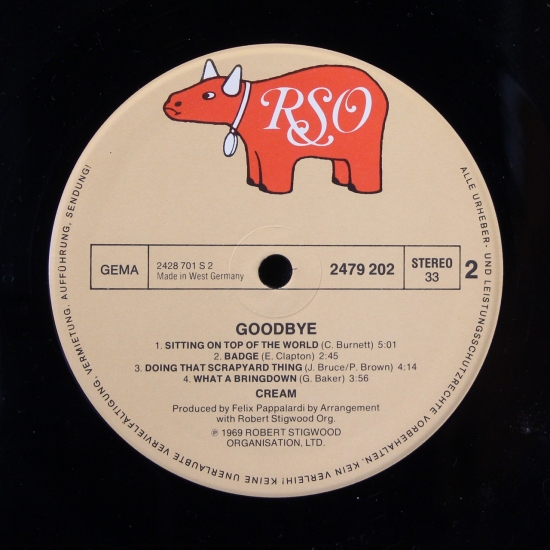 RSO
ALLE URHEBER- UND LEISTUNGSSCHUTZRECHTE VORBEHALTEN. KEIN VERLEIH! KEINE UNERLAUBTE VERVIELFÄLTIGUNG, VERMIETUNG, AUFFÜHRUNG, SENDUNG!
GEMA
2428 701 S 2
Made in West Germany
2479 202
STEREO
33
2
GOODBYE
1. SITTING ON TOP OF THE WORLD (C. Burnett) 5:01
2. BADGE (E. Clapton) 2:45
3. DOING THAT SCRAPYARD THING (J. Bruce/P. Brown) 4:14
4. WHAT A BRINGDOWN (G. Baker) 3:56
CREAM
Produced by Felix Pappalardi by Arrangement
with Robert Stigwood Org.
℗ 1969 ROBERT STIGWOOD
ORGANISATION, LTD.